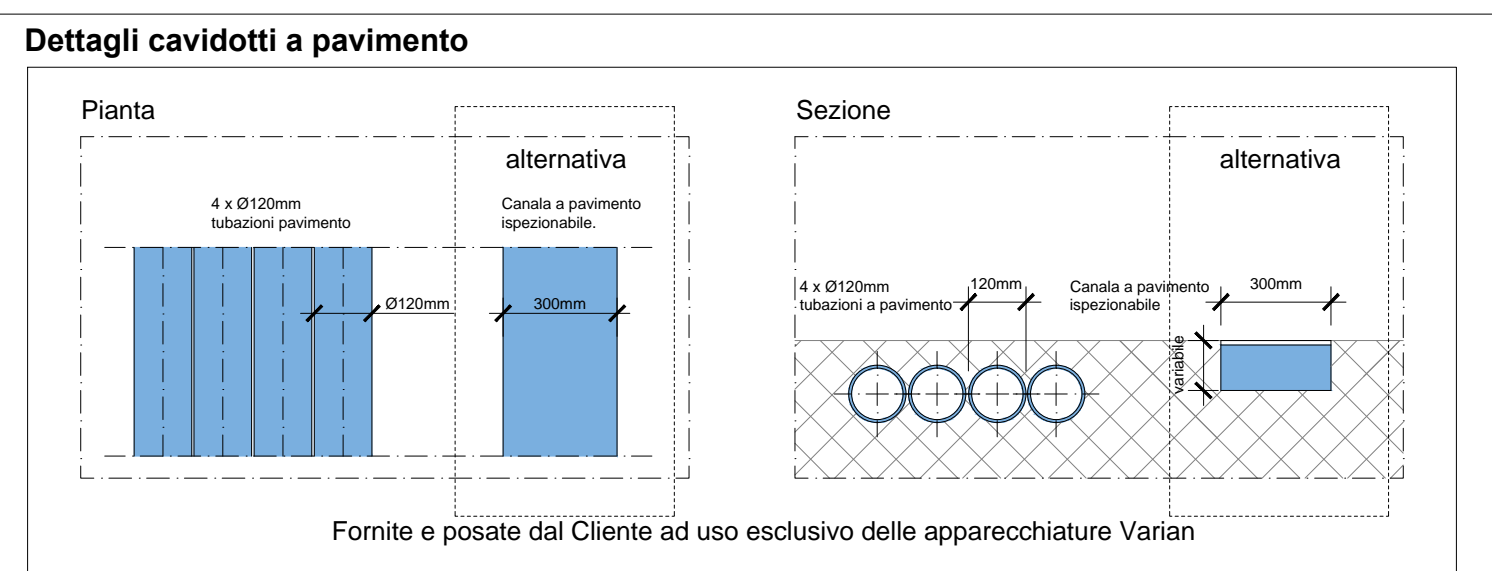 Dettagli cavidotti a pavimento
Pianta
alternativa
4 x Ø120mm
tubazioni pavimento
Canala a pavimento
ispezionabile.
Ø120mm
300mm
Sezione
alternativa
4 x Ø120mm
tubazioni a pavimento
120mm
Canala a pavimento
ispezionabile
300mm
variabile
Fornite e posate dal Cliente ad uso esclusivo delle apparecchiature Varian